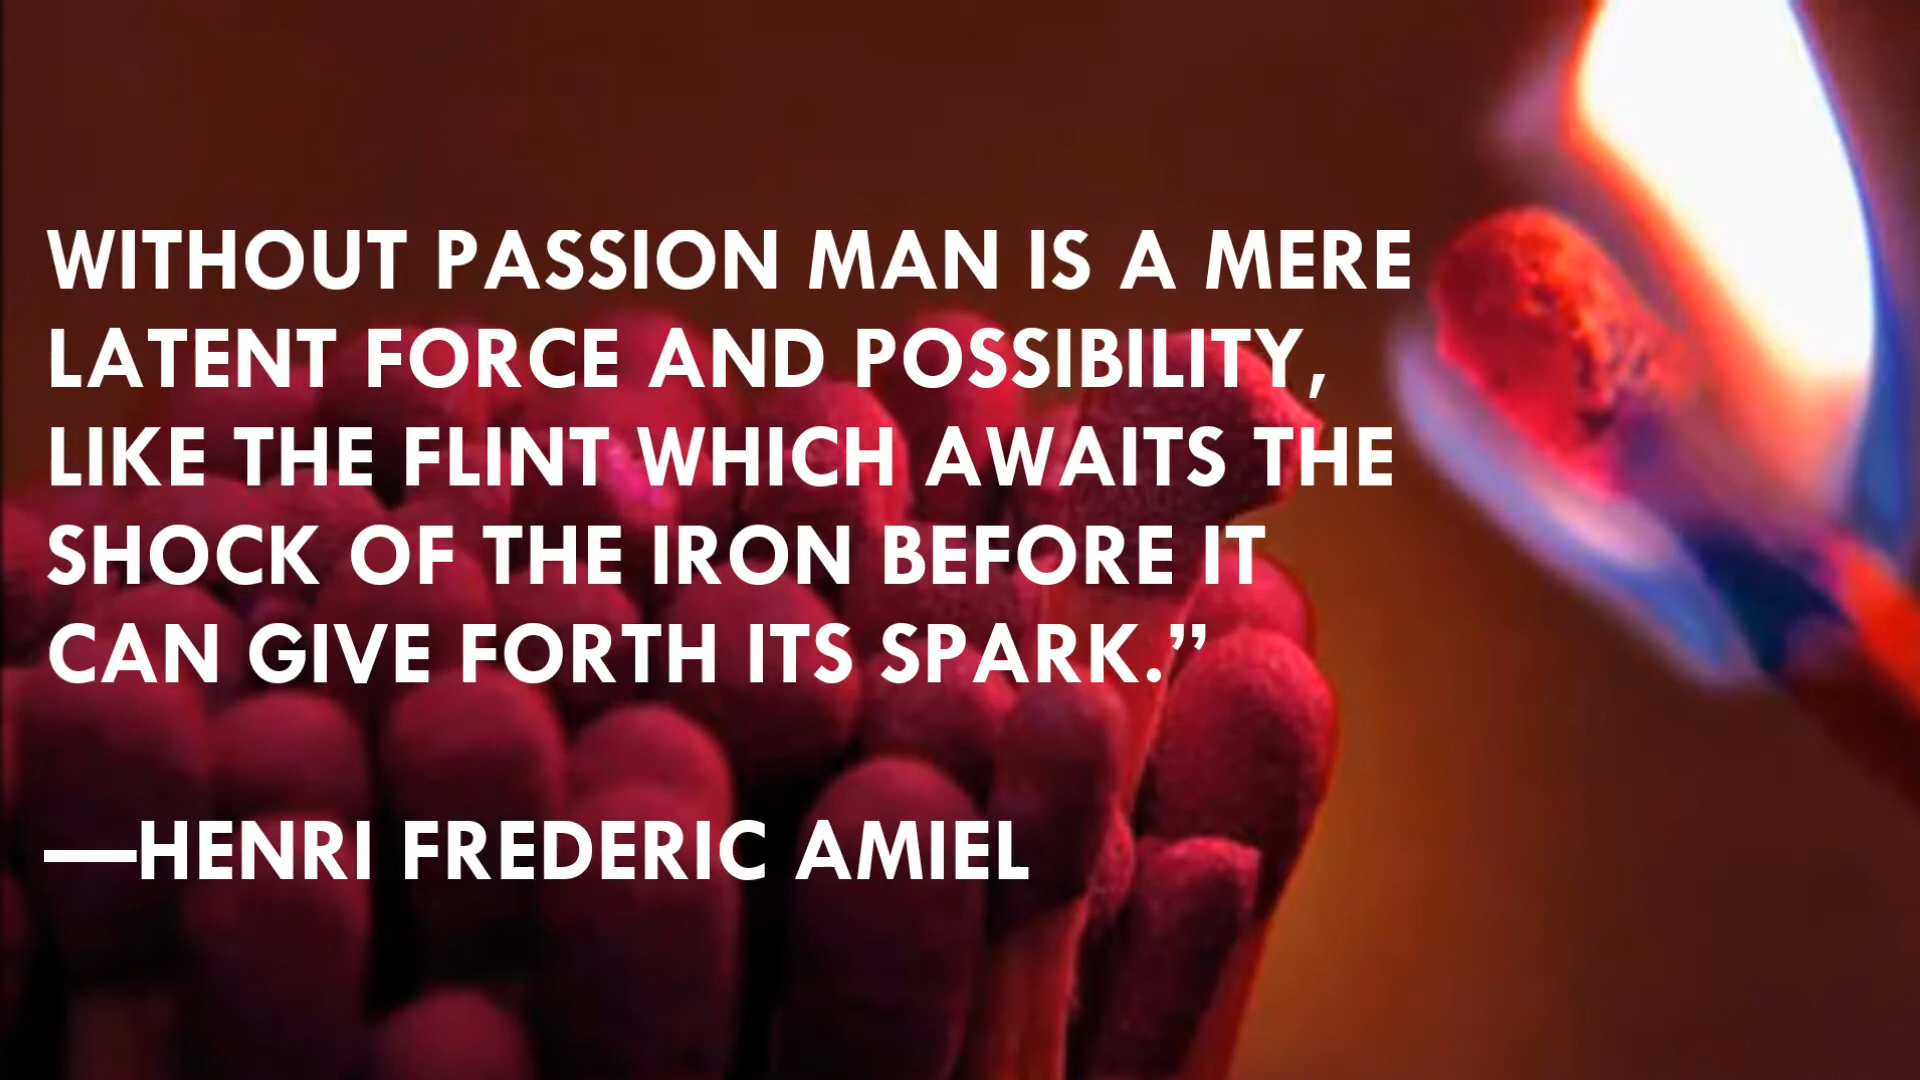 WITHOUT PASSION MAN IS A MERE
LATENT FORCE AND POSSIBILITY,
LIKE THE FLINT WHICH AWAITS THE
SHOCK OF THE IRON BEFORE IT
CAN GIVE FORTH ITS SPARK.”
—HENRI FREDERIC AMIEL